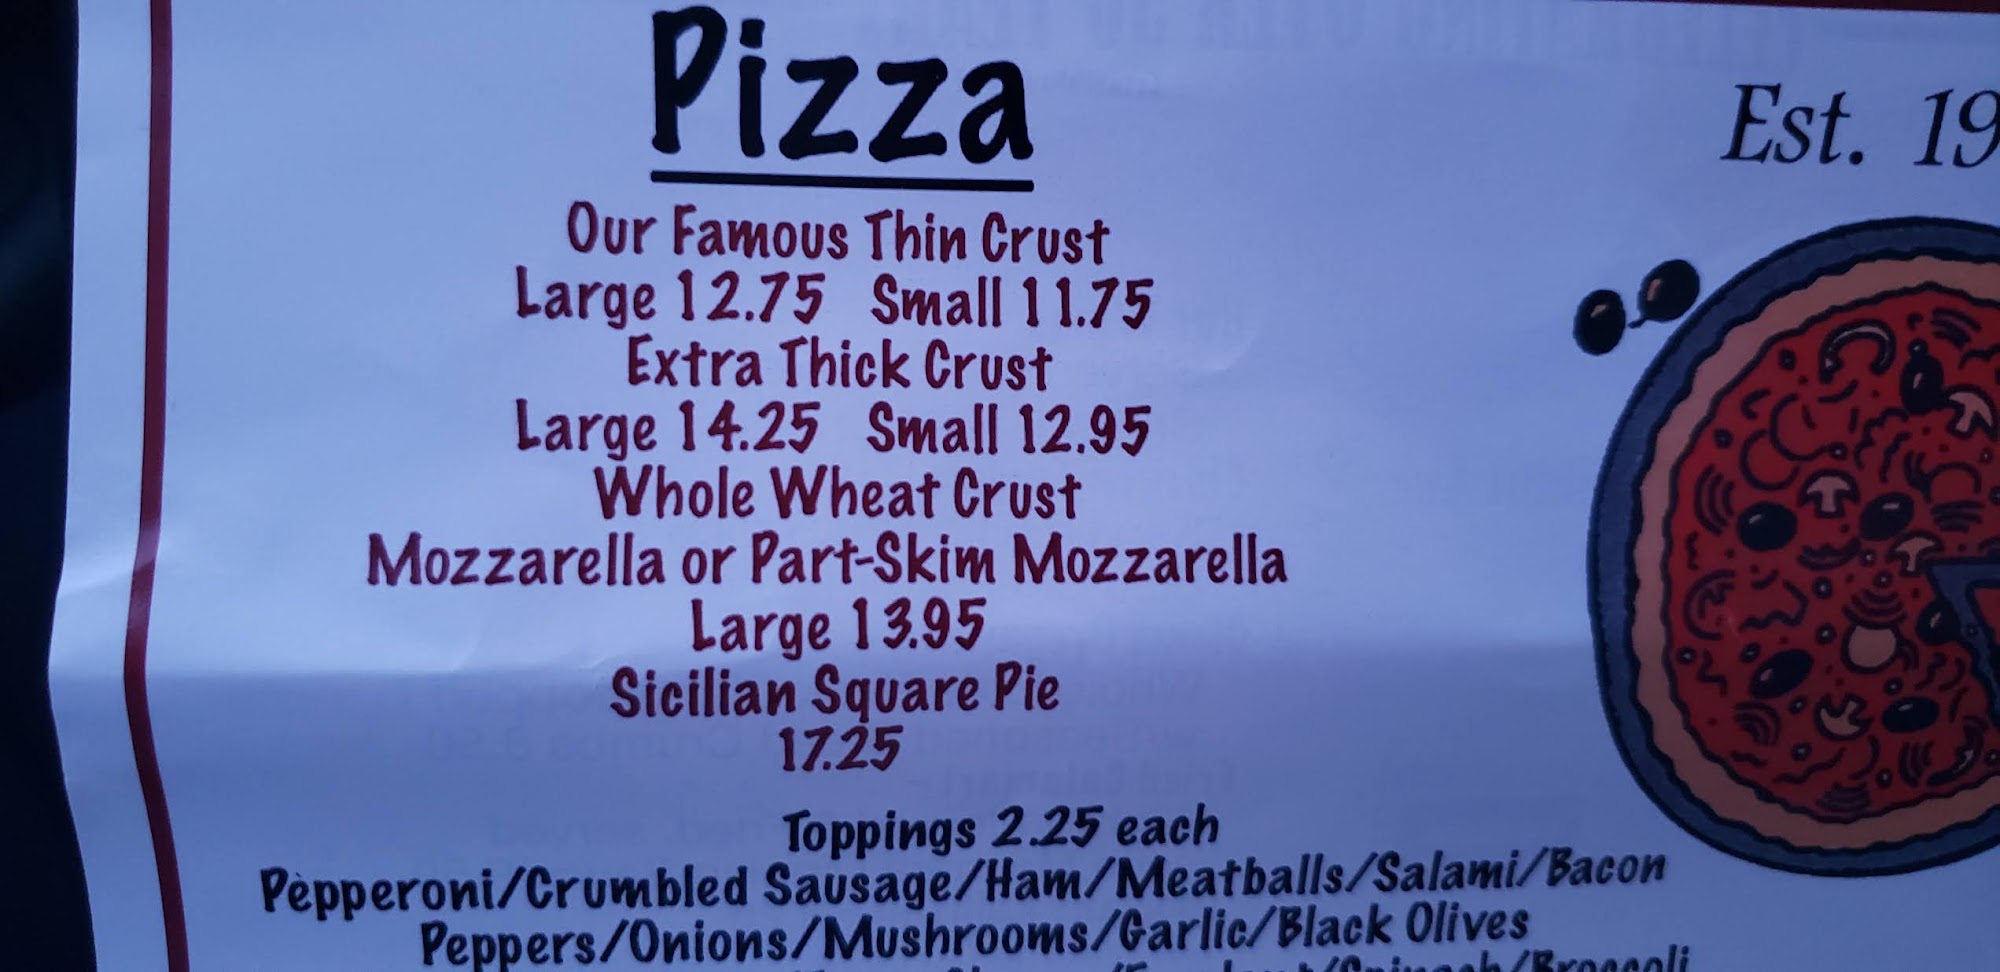 Pizza
Est. 19
Our Famous Thin Crust
Large 12.75 Small 11.75
Extra Thick Crust
Large 14.25 Small 12.95
Whole Wheat Crust
Mozzarella or Part-Skim Mozzarella
Large 13.95
Sicilian Square Pie
17.25
Toppings 2.25 each
Pepperoni/Crumbled Sausage/Ham/Meatballs/Salami/Bacon
Peppers/Onions/Mushrooms/Garlic/Black Olives
/Spinach/Broccoli